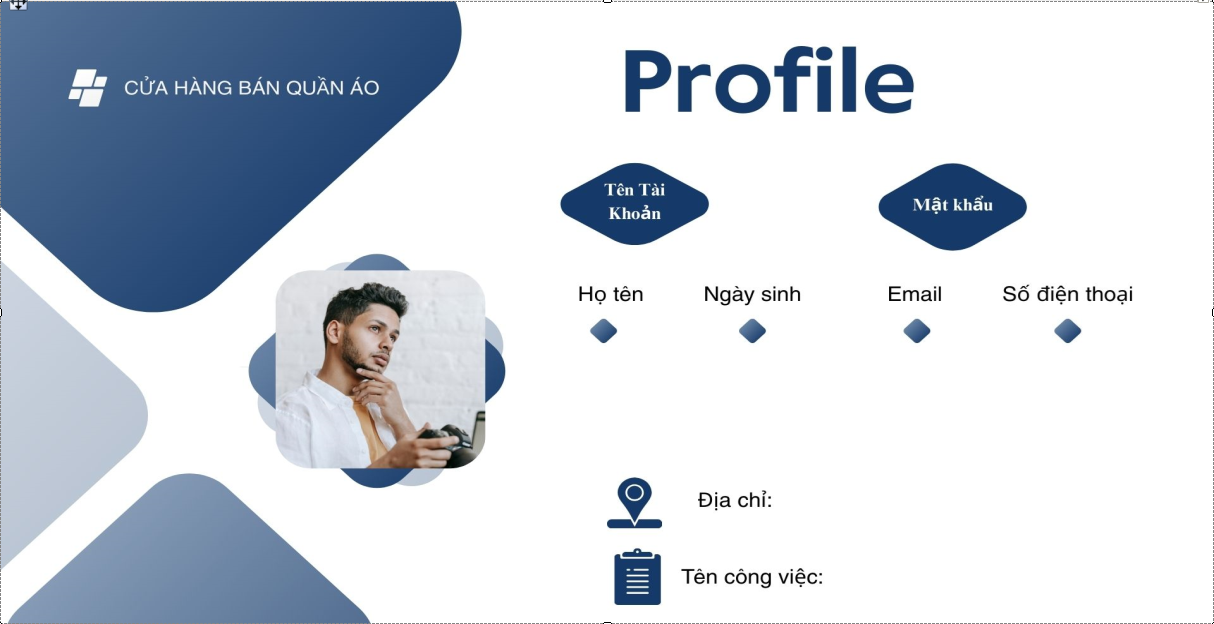 CỬA HÀNG BÁN QUẦN ÁO
Profile
Tên Tài
Khoản
Mật khẩu
Họ tên
Ngày sinh
Email
Số điện thoại
Địa chỉ:
Tên công việc: